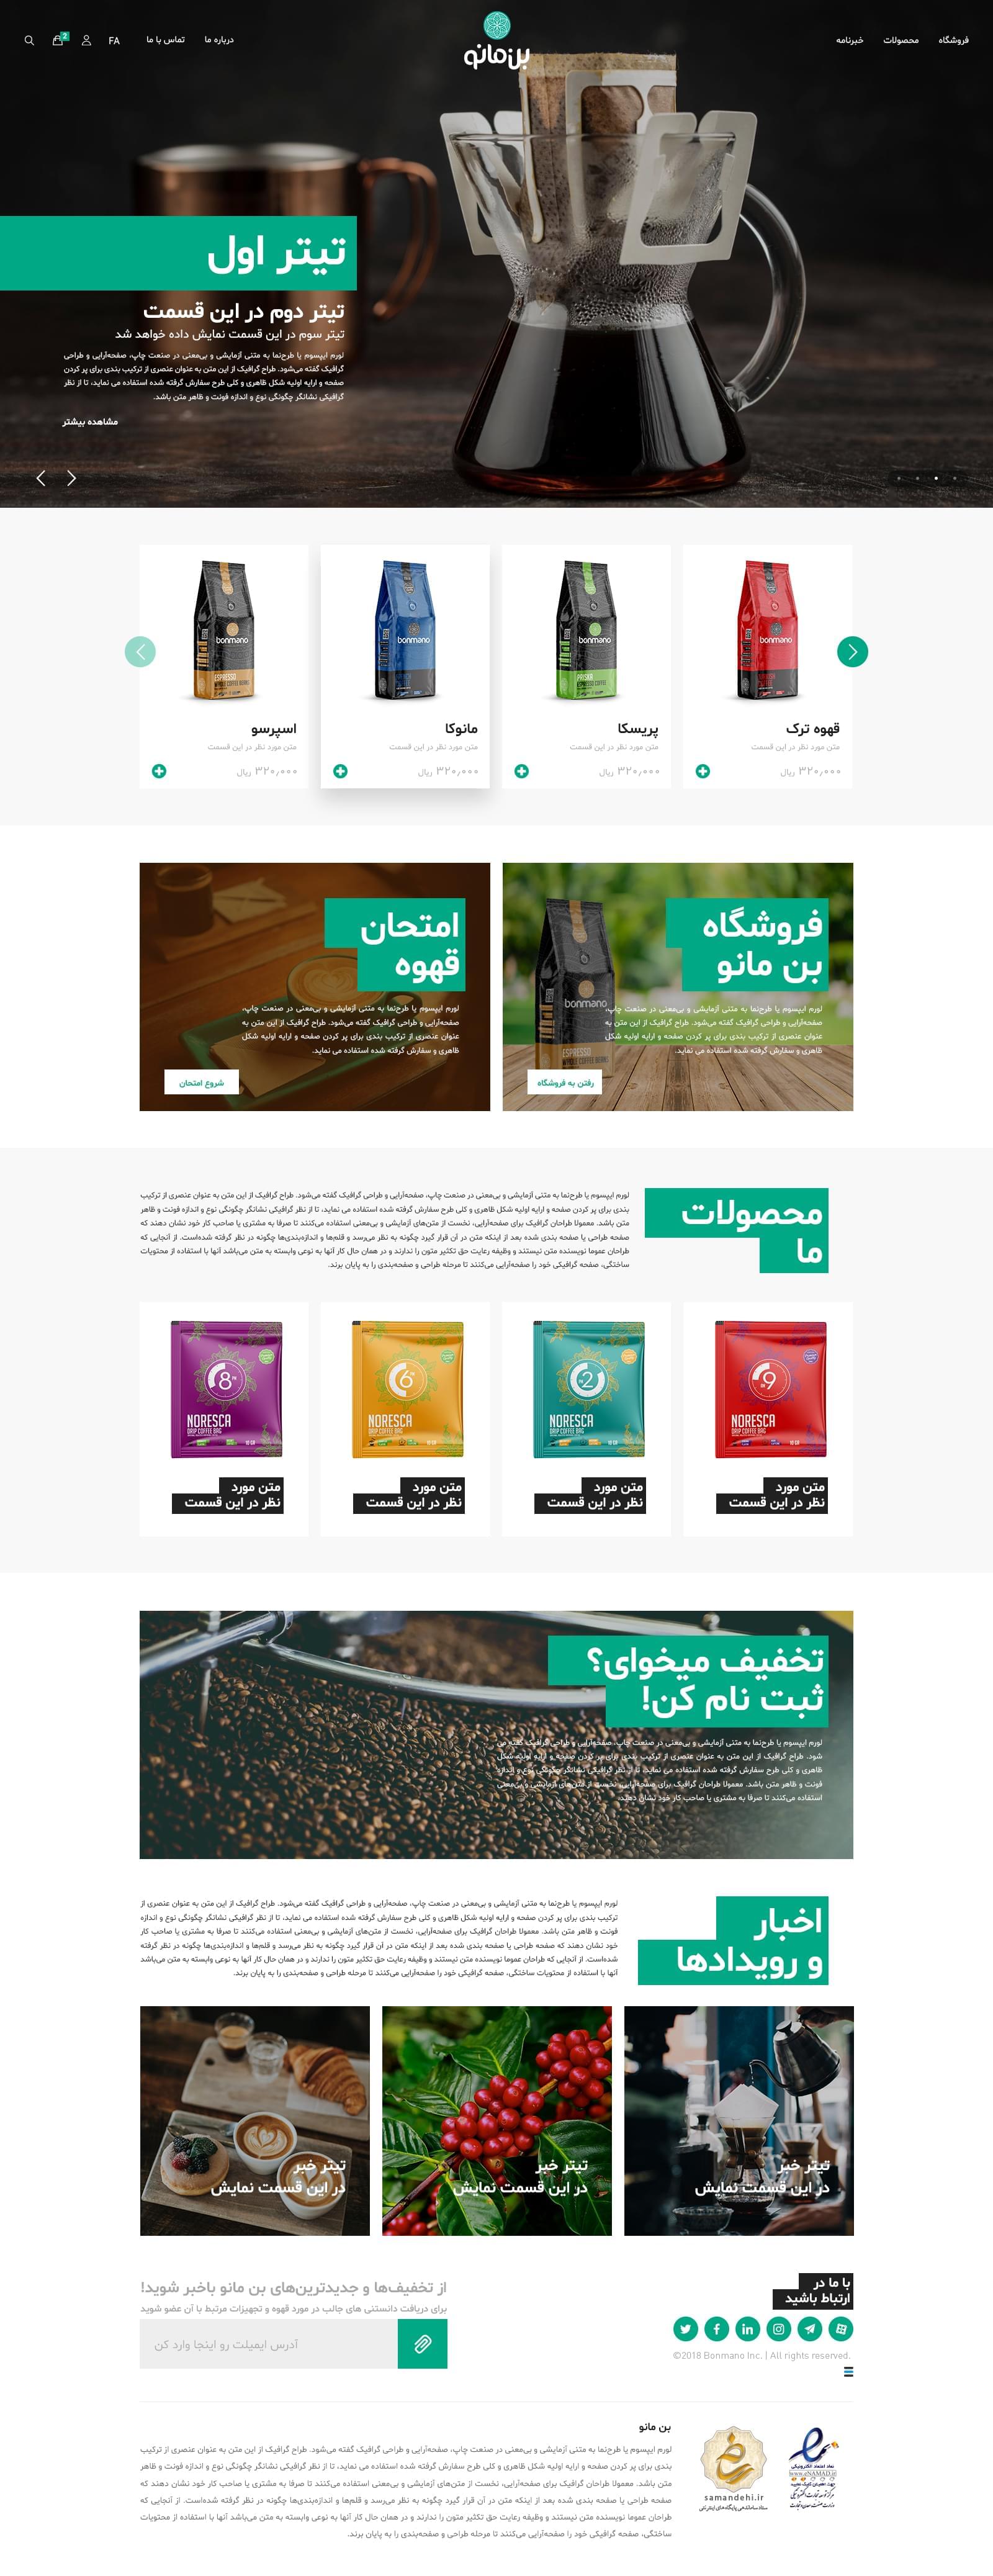 فروشگاه
محصولات
خبرنامه
بن‌مانو
درباره ما
تماس با ما
FA
2
تیتر اول
تیتر دوم در این قسمت
تیتر سوم در این قسمت نمایش داده خواهد شد
لورم ایپسوم یا طرح‌نما به متنی آزمایشی و بی‌معنی در صنعت چاپ، صفحه‌آرایی و طراحی
گرافیک گفته می‌شود. طراح گرافیک از این متن به عنوان عنصری از ترکیب بندی برای پر کردن
صفحه و ارایه اولیه شکل ظاهری و کلی طرح سفارش گرفته شده استفاده می نماید، تا از نظر
گرافیکی نشانگر چگونگی نوع و اندازه فونت و ظاهر متن باشد.
مشاهده بیشتر
bonmano
bonmano
PRISKA
bonmano
bonmano
ESPRESSO
WHOLE COFFEE BEANS
قهوه ترک
متن مورد نظر در این قسمت
۳۲۰٫۰۰۰ ریال
پریسکا
متن مورد نظر در این قسمت
۳۲۰٫۰۰۰ ریال
مانوکا
متن مورد نظر در این قسمت
۳۲۰٫۰۰۰ ریال
اسپرسو
متن مورد نظر در این قسمت
۳۲۰٫۰۰۰ ریال
فروشگاه
بن مانو
bonmano
ESPRESSO
WHOLE COFFEE BEANS
لورم ایپسوم یا طرح‌نما به متنی آزمایشی و بی‌معنی در صنعت چاپ،
صفحه‌آرایی و طراحی گرافیک گفته می‌شود. طراح گرافیک از این متن به
عنوان عنصری از ترکیب بندی برای پر کردن صفحه و ارایه اولیه شکل
ظاهری و سفارش گرفته شده استفاده می نماید.
رفتن به فروشگاه
امتحان
قهوه
لورم ایپسوم یا طرح‌نما به متنی آزمایشی و بی‌معنی در صنعت چاپ،
صفحه‌آرایی و طراحی گرافیک گفته می‌شود. طراح گرافیک از این متن به
عنوان عنصری از ترکیب بندی برای پر کردن صفحه و ارایه اولیه شکل
ظاهری و سفارش گرفته شده استفاده می نماید.
شروع امتحان
محصولات
ما
لورم ایپسوم یا طرح‌نما به متنی آزمایشی و بی‌معنی در صنعت چاپ، صفحه‌آرایی و طراحی گرافیک گفته می‌شود. طراح گرافیک از این متن به عنوان عنصری از ترکیب
بندی برای پر کردن صفحه و ارایه اولیه شکل ظاهری و کلی طرح سفارش گرفته شده استفاده می نماید، تا از نظر گرافیکی نشانگر چگونگی نوع و اندازه فونت و ظاهر
متن باشد. معمولا طراحان گرافیک برای صفحه‌آرایی، نخست از متن‌های آزمایشی و بی‌معنی استفاده می‌کنند تا صرفا به مشتری یا صاحب کار خود نشان دهند که
صفحه طراحی یا صفحه بندی شده بعد از اینکه متن در آن قرار گیرد چگونه به نظر می‌رسد و قلم‌ها و اندازه‌بندی‌ها چگونه در نظر گرفته شده‌است. از آنجایی که
طراحان عموما نویسنده متن نیستند و وظیفه رعایت حق تکثیر متون را ندارند و در همان حال کار آنها به نوعی وابسته به متن می‌باشد آنها با استفاده از محتویات
ساختگی، صفحه گرافیکی خود را صفحه‌آرایی می‌کنند تا مرحله طراحی و صفحه‌بندی را به پایان برند.
9
NORESCA
DRIP COFFEE BAG
10 GR
2
NORESCA
DRIP COFFEE BAG
10 GR
6
NORESCA
DRIP COFFEE BAG
10 GR
8
NORESCA
DRIP COFFEE BAG
10 GR
متن مورد
نظر در این قسمت
متن مورد
نظر در این قسمت
متن مورد
نظر در این قسمت
متن مورد
نظر در این قسمت
تخفیف میخوای؟
ثبت نام کن!
لورم ایپسوم یا طرح‌نما به متنی آزمایشی و بی‌معنی در صنعت چاپ، صفحه‌آرایی و طراحی گرافیک گفته می
شود. طراح گرافیک از این متن به عنوان عنصری از ترکیب بندی برای پر کردن صفحه و ارایه اولیه شکل
ظاهری و کلی طرح سفارش گرفته شده استفاده می نماید، تا از نظر گرافیکی نشانگر چگونگی نوع و اندازه
فونت و ظاهر متن باشد. معمولا طراحان گرافیک برای صفحه‌آرایی، نخست از متن‌های آزمایشی و بی‌معنی
استفاده می‌کنند تا صرفا به مشتری یا صاحب کار خود نشان دهند.
اخبار
و رویدادها
لورم ایپسوم یا طرح‌نما به متنی آزمایشی و بی‌معنی در صنعت چاپ، صفحه‌آرایی و طراحی گرافیک گفته می‌شود. طراح گرافیک از این متن به عنوان عنصری از
ترکیب بندی برای پر کردن صفحه و ارایه اولیه شکل ظاهری و کلی طرح سفارش گرفته شده استفاده می نماید، تا از نظر گرافیکی نشانگر چگونگی نوع و اندازه
فونت و ظاهر متن باشد. معمولا طراحان گرافیک برای صفحه‌آرایی، نخست از متن‌های آزمایشی و بی‌معنی استفاده می‌کنند تا صرفا به مشتری یا صاحب کار
خود نشان دهند که صفحه طراحی یا صفحه بندی شده بعد از اینکه متن در آن قرار گیرد چگونه به نظر می‌رسد و قلم‌ها و اندازه‌بندی‌ها چگونه در نظر گرفته
شده‌است. از آنجایی که طراحان عموما نویسنده متن نیستند و وظیفه رعایت حق تکثیر متون را ندارند و در همان حال کار آنها به نوعی وابسته به متن می‌باشد
آنها با استفاده از محتویات ساختگی، صفحه گرافیکی خود را صفحه‌آرایی می‌کنند تا مرحله طراحی و صفحه‌بندی را به پایان برند.
تیتر خبر
در این قسمت نمایش
تیتر خبر
در این قسمت نمایش
تیتر خبر
در این قسمت نمایش
با ما در
ارتباط باشید
©2018 Bonmano Inc. | All rights reserved.
از تخفیف‌ها و جدیدترین‌های بن مانو باخبر شوید!
برای دریافت دانستنی های جالب در مورد قهوه و تجهیزات مرتبط با آن عضو شوید
آدرس ایمیلت رو اینجا وارد کن
بن مانو
لورم ایپسوم یا طرح‌نما به متنی آزمایشی و بی‌معنی در صنعت چاپ، صفحه‌آرایی و طراحی گرافیک گفته می‌شود. طراح گرافیک از این متن به عنوان عنصری از ترکیب
بندی برای پر کردن صفحه و ارایه اولیه شکل ظاهری و کلی طرح سفارش گرفته شده استفاده می نماید، تا از نظر گرافیکی نشانگر چگونگی نوع و اندازه فونت و ظاهر
متن باشد. معمولا طراحان گرافیک برای صفحه‌آرایی، نخست از متن‌های آزمایشی و بی‌معنی استفاده می‌کنند تا صرفا به مشتری یا صاحب کار خود نشان دهند که
صفحه طراحی یا صفحه بندی شده بعد از اینکه متن در آن قرار گیرد چگونه به نظر می‌رسد و قلم‌ها و اندازه‌بندی‌ها چگونه در نظر گرفته شده‌است. از آنجایی که
طراحان عموما نویسنده متن نیستند و وظیفه رعایت حق تکثیر متون را ندارند و در همان حال کار آنها به نوعی وابسته به متن می‌باشد آنها با استفاده از محتویات
ساختگی، صفحه گرافیکی خود را صفحه‌آرایی می‌کنند تا مرحله طراحی و صفحه‌بندی را به پایان برند.
نماد اعتماد الکترونیکی
www.eNAMAD.ir
samandehi.ir
ستاد ساماندهی پایگاه‌های اینترنتی